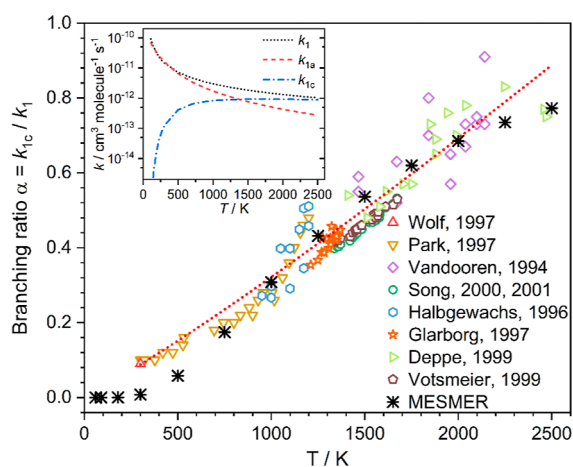 Branching ratio α = k1c / k1
1.0
0.8
0.6
0.4
0.2
0.0
k / cm³ molecule⁻¹ s⁻¹
10⁻¹⁰
10⁻¹¹
10⁻¹²
10⁻¹³
10⁻¹⁴
k₁
k1a
k1c
0 500 1000 1500 2000 2500
T / K
Wolf, 1997
Park, 1997
Vandooren, 1994
Song, 2000, 2001
Halbgewachs, 1996
Glarborg, 1997
Deppe, 1999
Votsmeier, 1999
MESMER
0 500 1000 1500 2000 2500
T / K